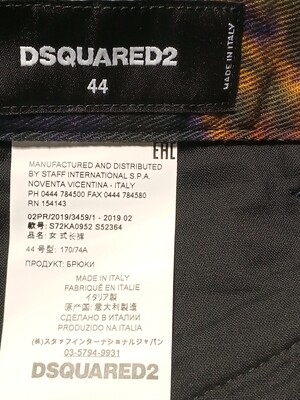 DSQUARED2
44
MADE IN ITALY
EAC
MANUFACTURED AND DISTRIBUTED
BY STAFF INTERNATIONAL S.P.A.
NOVENTA VICENTINA - ITALY
PH 0444 784500 FAX 0444 784580
RN 154143
02PR/2019/3459/1 - 2019 02
款号: S72KA0952 S52364
品名: 女式长裤
44 号型: 170/74A
ПРОДУКТ: БРЮКИ
MADE IN ITALY
FABRIQUÉ EN ITALIE
イタリア製
原产国: 意大利制造
СДЕЛАНО В ИТАЛИИ
PRODUZIDO NA ITALIA
(株)スタッフインターナショナルジャパン
03-5794-9931
DSQUARED2